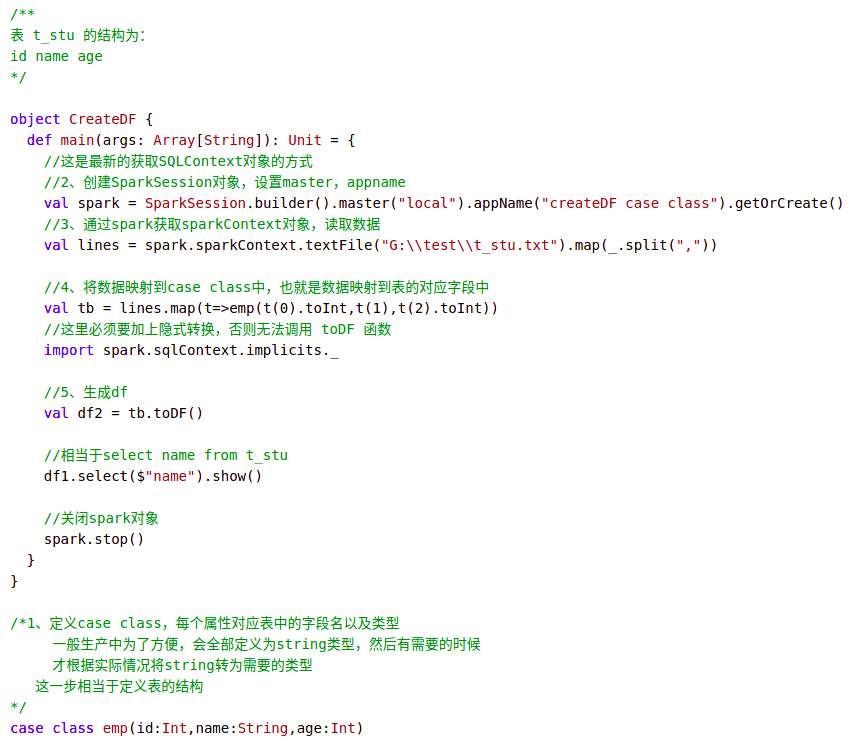 /**
表 t_stu 的结构为:
id name age
*/
object CreateDF {
def main(args: Array[String]): Unit = {
//这是最新的获取SQLContext对象的方式
//2、创建SparkSession对象，设置master，appname
val spark = SparkSession.builder().master("local").appName("createDF case class").getOrCreate()
//3、通过spark获取sparkContext对象，读取数据
val lines = spark.sparkContext.textFile("G:\\test\\t_stu.txt").map(_.split(","))
//4、将数据映射到case class中，也就是数据映射到表的对应字段中
val tb = lines.map(t=>emp(t(0).toInt,t(1),t(2).toInt))
//这里必须要加上隐式转换，否则无法调用 toDF 函数
import spark.sqlContext.implicits._
//5、生成df
val df2 = tb.toDF()
//相当于select name from t_stu
df1.select($"name").show()
//关闭spark对象
spark.stop()
}
}
/*1、定义case class，每个属性对应表中的字段名以及类型
一般生产中为了方便，会全部定义为string类型，然后有需要的时候
才根据实际情况将string转为需要的类型
这一步相当于定义表的结构
*/
case class emp(id:Int,name:String,age:Int)